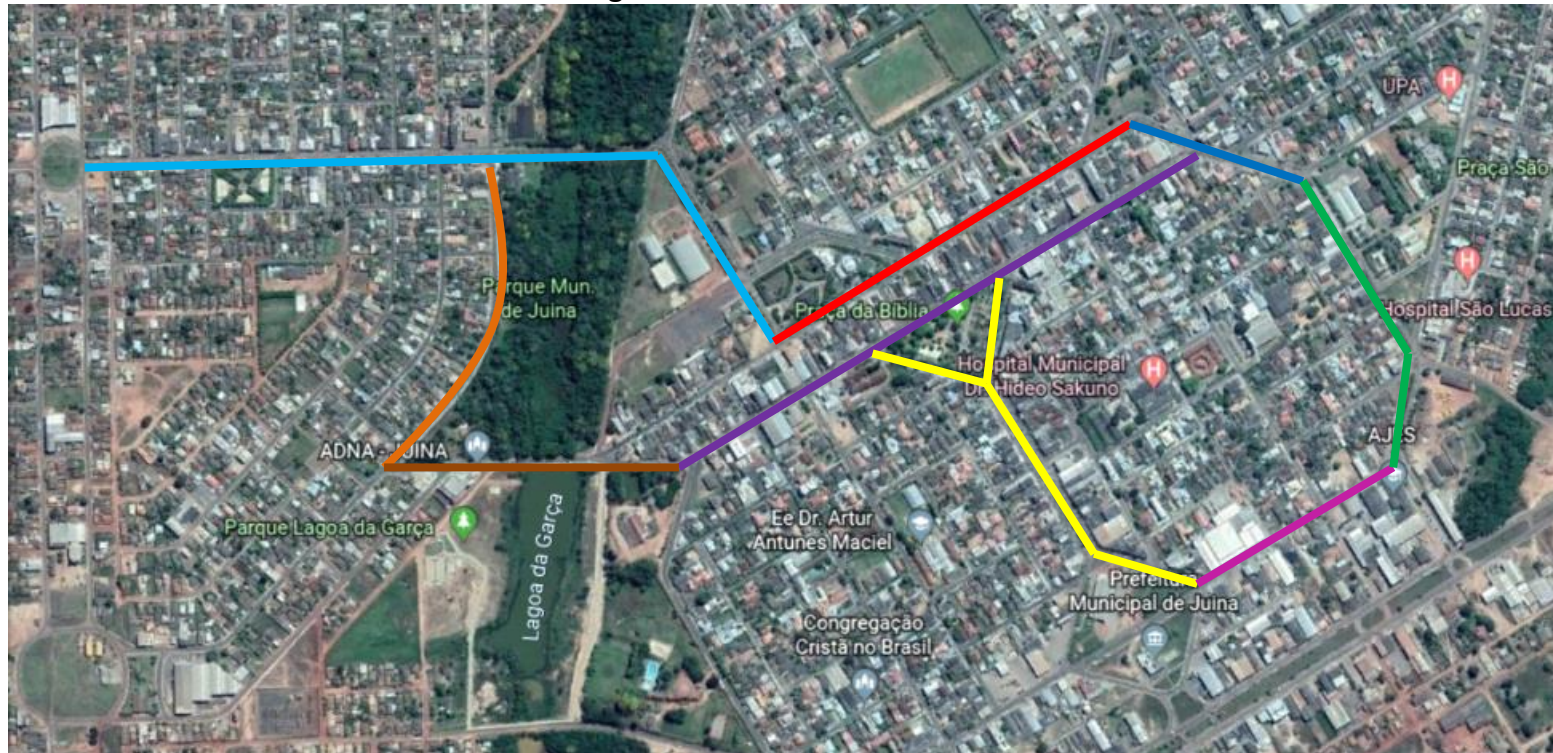 UPA
Praça São
Parque Mun.
de Juina
Praça da Bíblia
Hospital São Lucas
Hospital Municipal
Dr. Hideo Sakuno
ADNA - JUINA
AJES
Parque Lagoa da Garça
Lagoa da Garça
Ee Dr. Artur
Antunes Maciel
Prefeitura
Municipal de Juina
Congregação
Cristã no Brasil